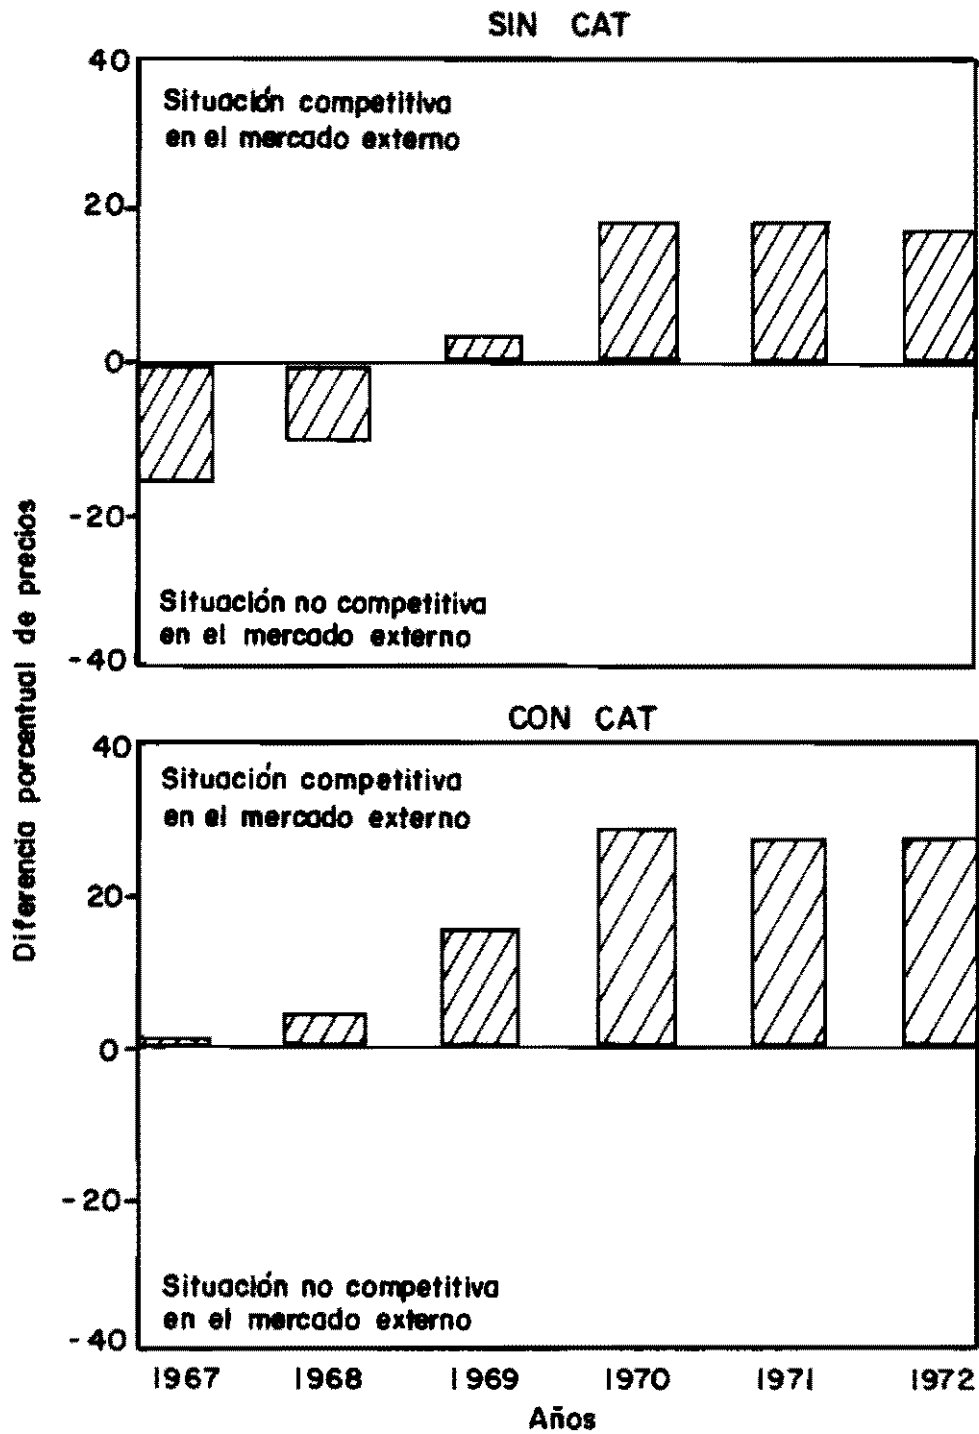 SIN CAT
40
Situación competitiva
en el mercado externo
20
0
-20
Situación no competitiva
en el mercado externo
-40
Diferencia porcentual de precios
CON CAT
40
Situación competitiva
en el mercado externo
20
0
-20
Situación no competitiva
en el mercado externo
-40
1967 1968 1969 1970 1971 1972
Años